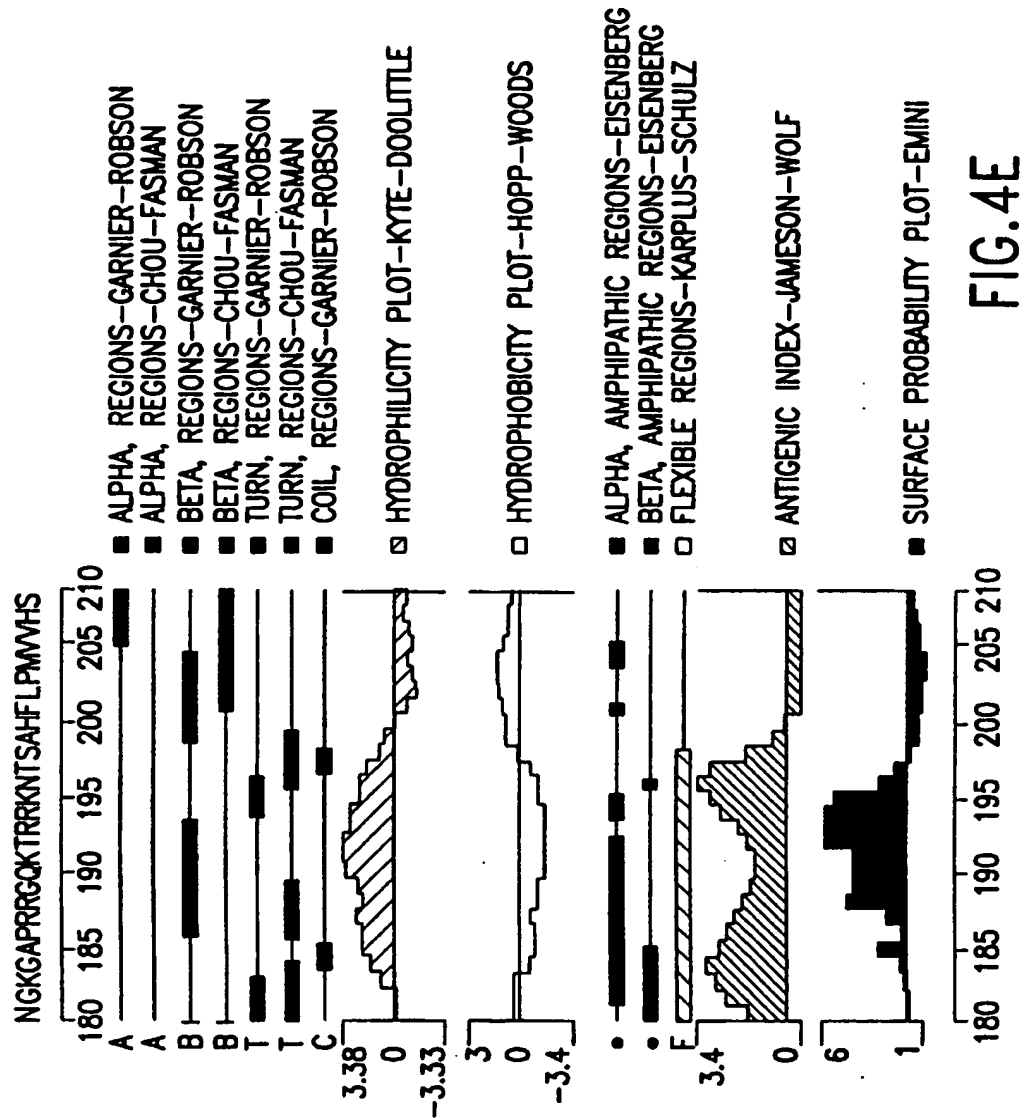 NGKGAPRRGQKTRRKNTSAHFLPMVVHS
180 185 190 195 200 205 210
A ALPHA, REGIONS-GARNIER-ROBSON
A ALPHA, REGIONS-CHOU-FASMAN
B BETA, REGIONS-GARNIER-ROBSON
B BETA, REGIONS-CHOU-FASMAN
T TURN, REGIONS-GARNIER-ROBSON
T TURN, REGIONS-CHOU-FASMAN
C COIL, REGIONS-GARNIER-ROBSON
3.38
0 HYDROPHILICITY PLOT-KYTE-DOOLITTLE
-3.33
3
0 HYDROPHOBICITY PLOT-HOPP-WOODS
-3.4
ALPHA, AMPHIPATHIC REGIONS-EISENBERG
BETA, AMPHIPATHIC REGIONS-EISENBERG
F FLEXIBLE REGIONS-KARPLUS-SCHULZ
3.4
ANTIGENIC INDEX-JAMESON-WOLF
0
6
SURFACE PROBABILITY PLOT-EMINI
1
180 185 190 195 200 205 210
FIG.4E